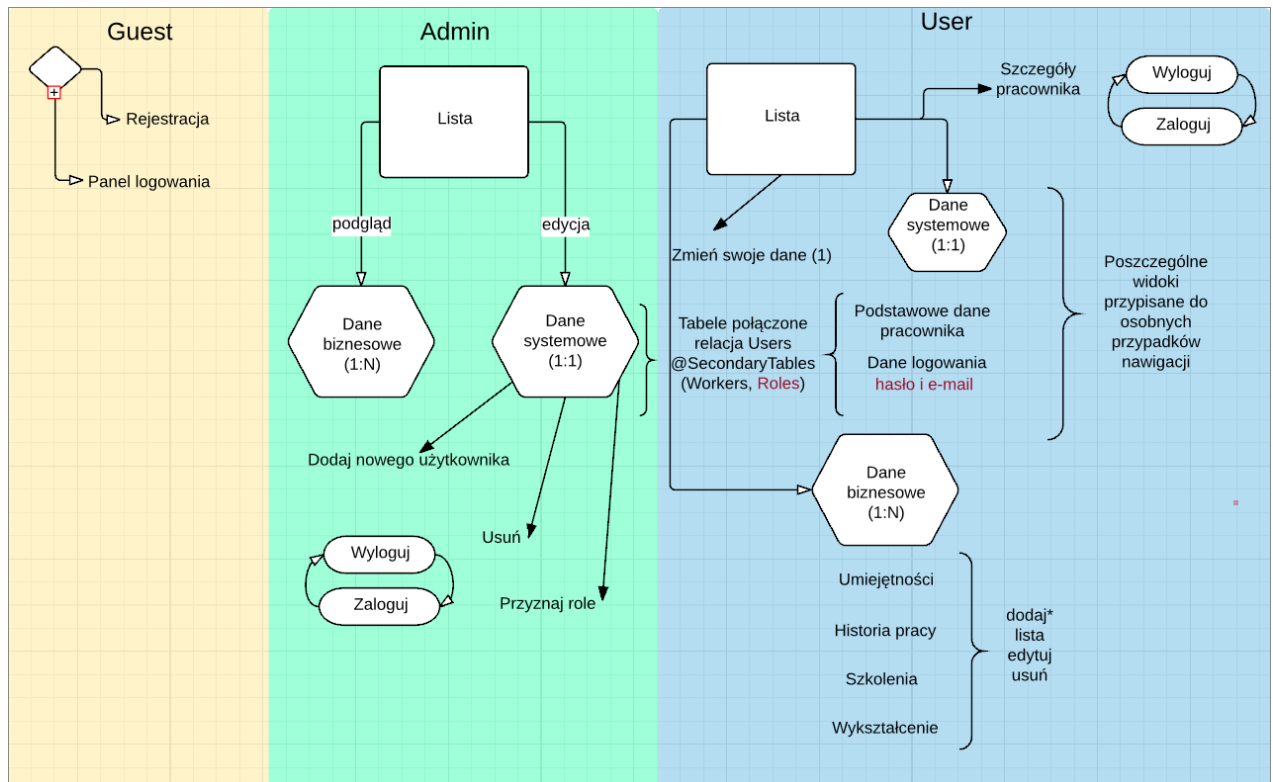 Guest
Rejestracja
Panel logowania
Admin
Lista
podgląd
edycja
Dane
biznesowe
(1:N)
Dane
systemowe
(1:1)
Dodaj nowego użytkownika
Usuń
Przyznaj role
Wyloguj
Zaloguj
User
Lista
Szczegóły
pracownika
Wyloguj
Zaloguj
Zmień swoje dane (1)
Dane
systemowe
(1:1)
Tabele połączone
relacja Users
@SecondaryTables
(Workers, Roles)
Podstawowe dane
pracownika
Dane logowania
hasło i e-mail
Poszczególne
widoki
przypisane do
osobnych
przypadków
nawigacji
Dane
biznesowe
(1:N)
Umiejętności
Historia pracy
Szkolenia
Wykształcenie
dodaj*
lista
edytuj
usuń